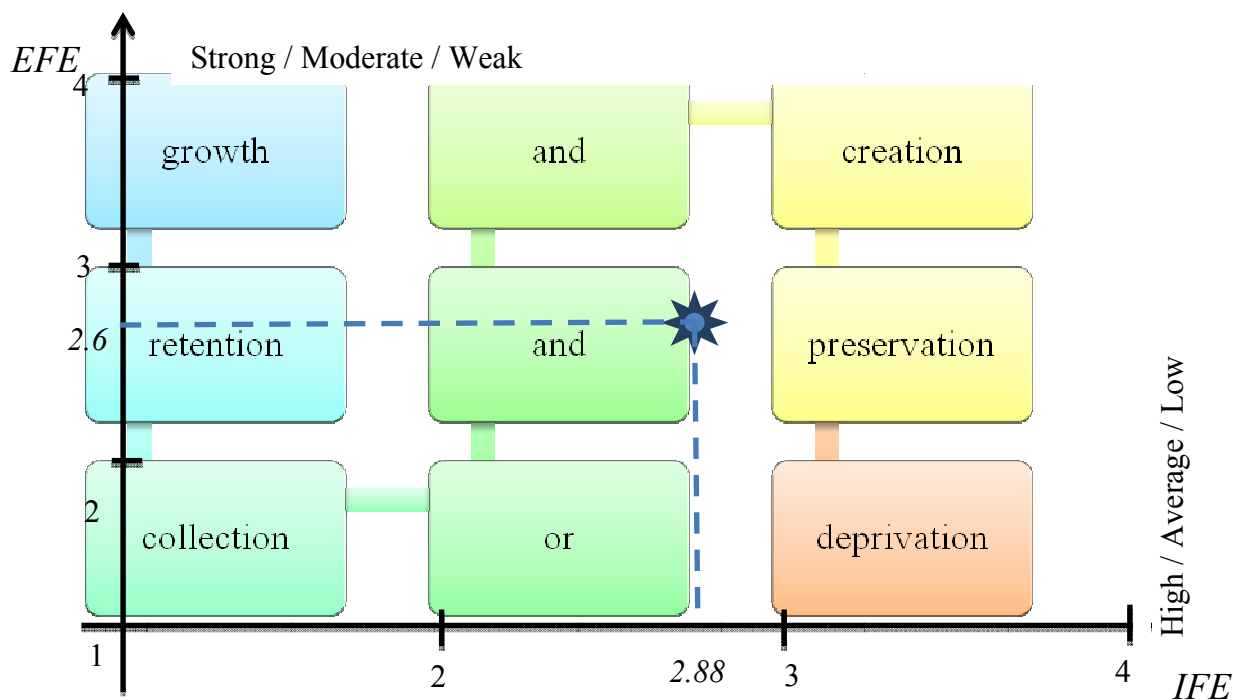 EFE
Strong / Moderate / Weak
4
growth and creation
3
2.6
retention and preservation
2
collection or deprivation
High / Average / Low
1 2 2.88 3 4
IFE